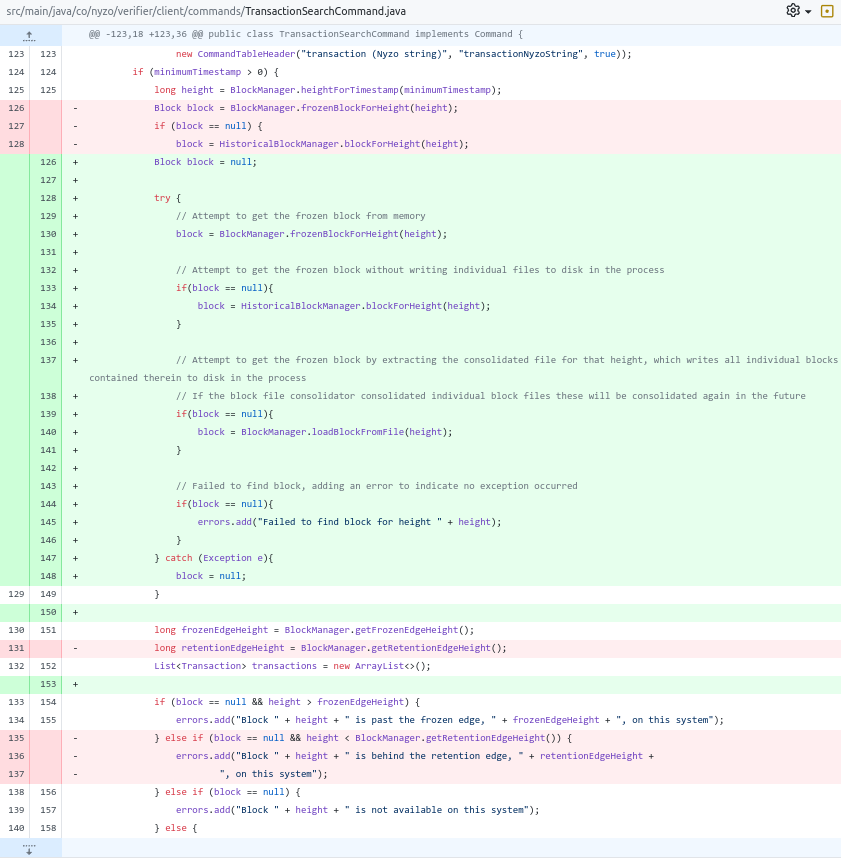 src/main/java/co/nyzo/verifier/client/commands/TransactionSearchCommand.java
@@ -123,18 +123,36 @@ public class TransactionSearchCommand implements Command {
123 123 new CommandTableHeader("transaction (Nyzo string)", "transactionNyzoString", true));
124 124 if (minimumTimestamp > 0) {
125 125 long height = BlockManager.heightForTimestamp(minimumTimestamp);
126 - Block block = BlockManager.frozenBlockForHeight(height);
127 - if (block == null) {
128 - block = HistoricalBlockManager.blockForHeight(height);
126 + Block block = null;
127 +
128 + try {
129 + // Attempt to get the frozen block from memory
130 + block = BlockManager.frozenBlockForHeight(height);
131 +
132 + // Attempt to get the frozen block without writing individual files to disk in the process
133 + if(block == null){
134 + block = HistoricalBlockManager.blockForHeight(height);
135 + }
136 +
137 + // Attempt to get the frozen block by extracting the consolidated file for that height, which writes all individual blocks
contained therein to disk in the process
138 + // If the block file consolidator consolidated individual block files these will be consolidated again in the future
139 + if(block == null){
140 + block = BlockManager.loadBlockFromFile(height);
141 + }
142 +
143 + // Failed to find block, adding an error to indicate no exception occurred
144 + if(block == null){
145 + errors.add("Failed to find block for height " + height);
146 + }
147 + } catch (Exception e){
148 + block = null;
129 149 }
150 +
130 151 long frozenEdgeHeight = BlockManager.getFrozenEdgeHeight();
131 - long retentionEdgeHeight = BlockManager.getRetentionEdgeHeight();
132 152 List<Transaction> transactions = new ArrayList<>();
153 +
133 154 if (block == null && height > frozenEdgeHeight) {
134 155 errors.add("Block " + height + " is past the frozen edge, " + frozenEdgeHeight + ", on this system");
135 - } else if (block == null && height < BlockManager.getRetentionEdgeHeight()) {
136 - errors.add("Block " + height + " is behind the retention edge, " + retentionEdgeHeight +
137 - ", on this system");
138 156 } else if (block == null) {
139 157 errors.add("Block " + height + " is not available on this system");
140 158 } else {